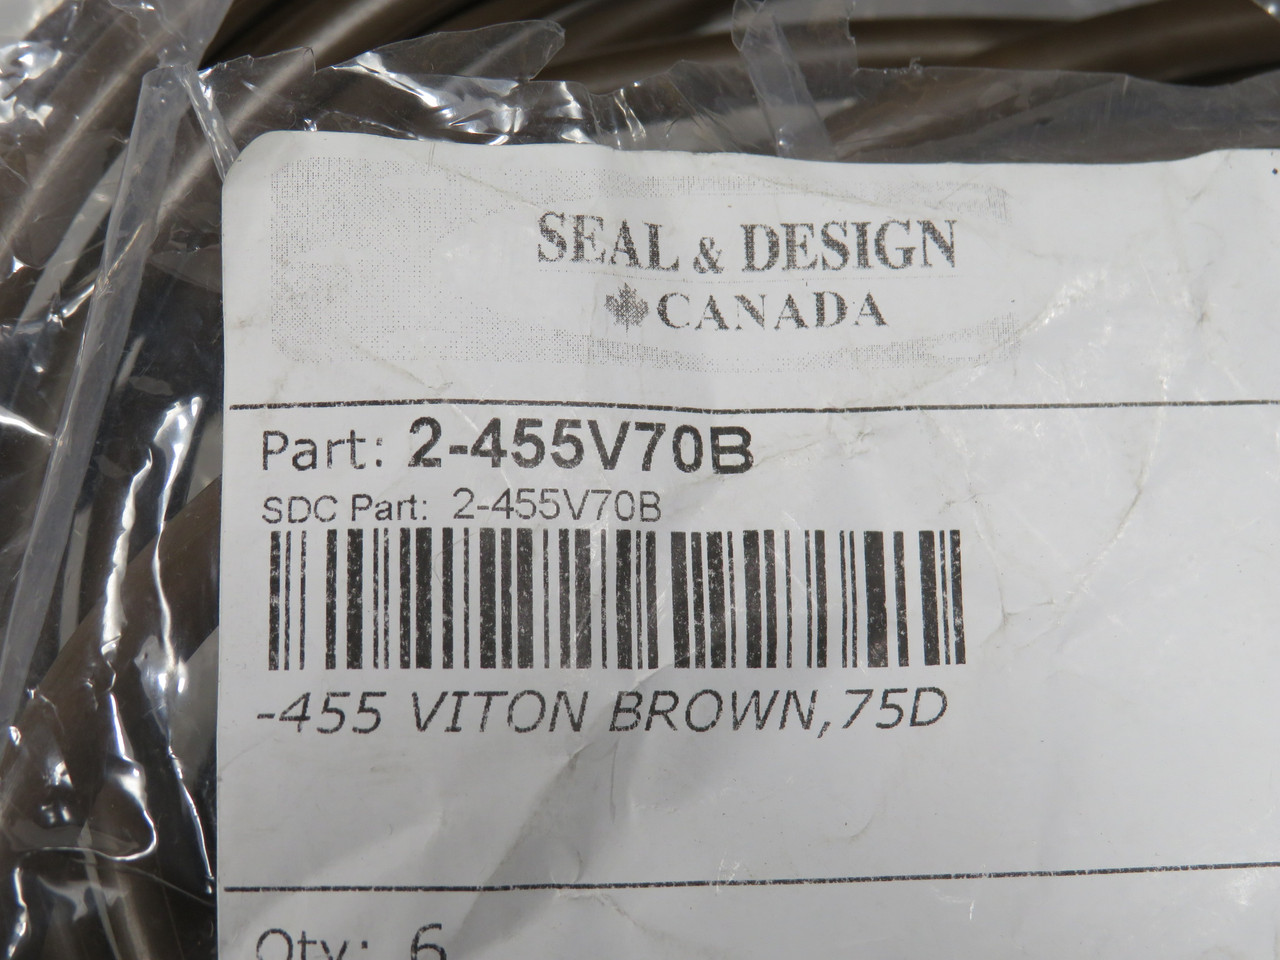 SEAL & DESIGN
CANADA
Part: 2-455V70B
SDC Part: 2-455V70B
-455 VITON BROWN,75D
Qty: 6